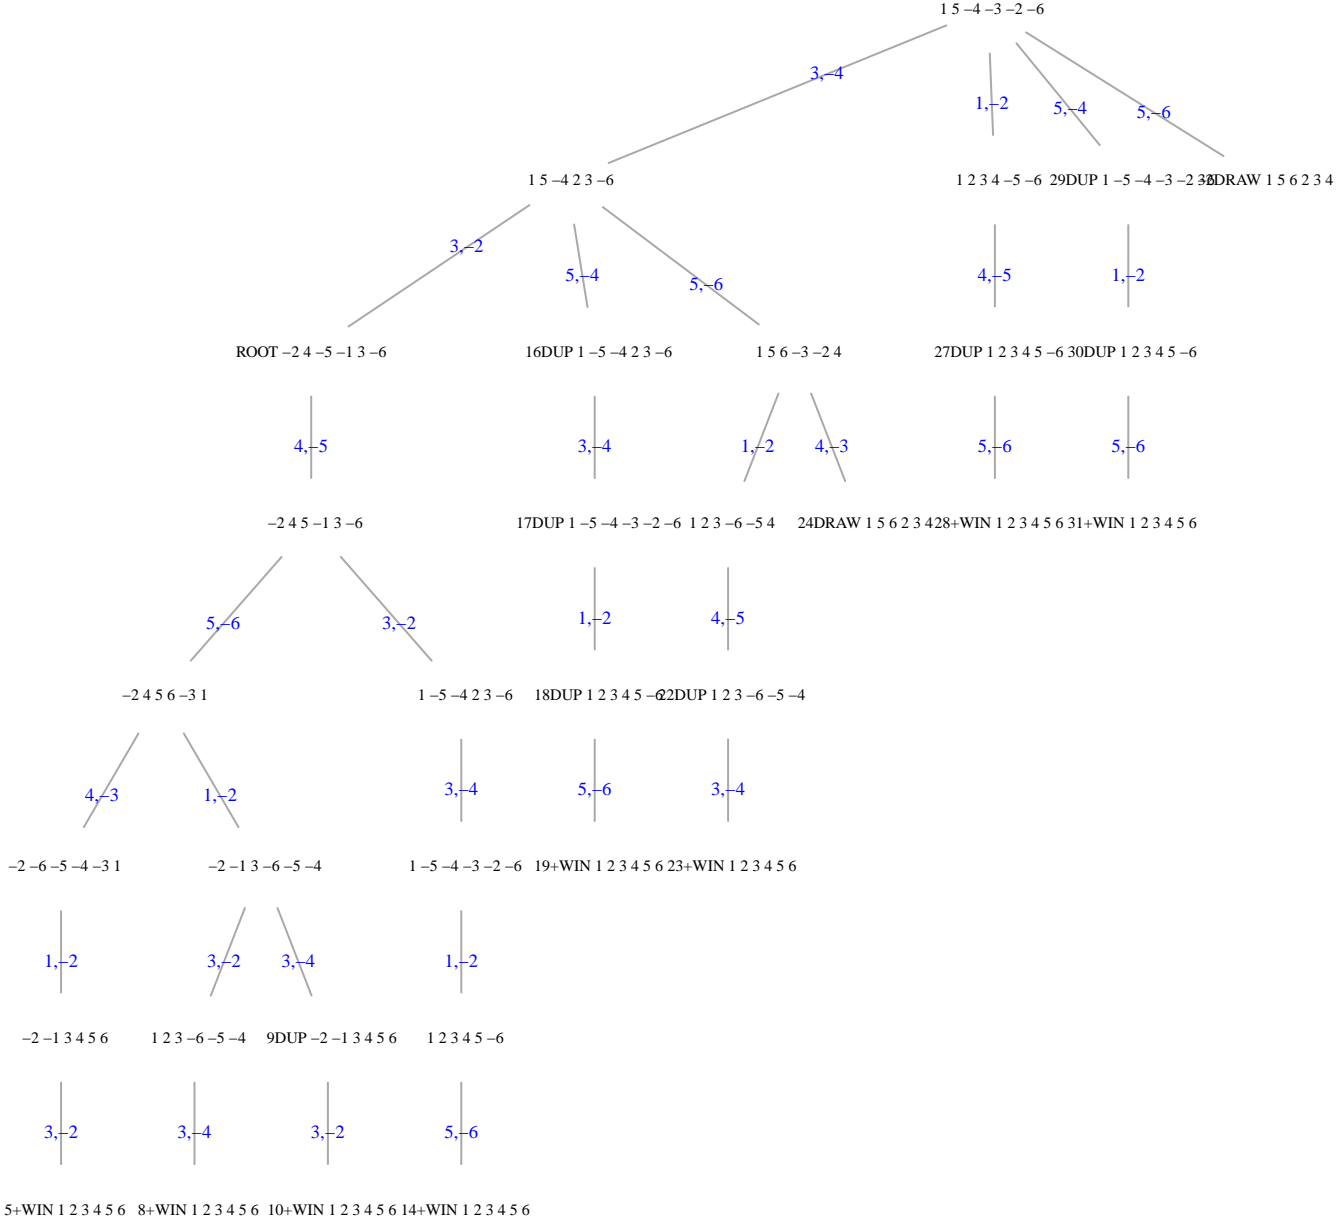 1 5 −4 −3 −2 −6
3,−4
1,−2
5,−4
5,−6
1 5 −4 2 3 −6
1 2 3 4 −5 −6
29DUP 1 −5 −4 −3 −2 −6
32DRAW 1 5 6 2 3 4
3,−2
5,−4
5,−6
4,−5
1,−2
ROOT −2 4 −5 −1 3 −6
16DUP 1 −5 −4 2 3 −6
1 5 6 −3 −2 4
27DUP 1 2 3 4 5 −6
30DUP 1 2 3 4 5 −6
4,−5
3,−4
1,−2
4,−3
5,−6
5,−6
−2 4 5 −1 3 −6
17DUP 1 −5 −4 −3 −2 −6
1 2 3 −6 −5 4
24DRAW 1 5 6 2 3 4
28+WIN 1 2 3 4 5 6
31+WIN 1 2 3 4 5 6
5,−6
3,−2
1,−2
4,−5
−2 4 5 6 −3 1
1 −5 −4 2 3 −6
18DUP 1 2 3 4 5 −6
22DUP 1 2 3 −6 −5 −4
4,−3
1,−2
3,−4
5,−6
3,−4
−2 −6 −5 −4 −3 1
−2 −1 3 −6 −5 −4
1 −5 −4 −3 −2 −6
19+WIN 1 2 3 4 5 6
23+WIN 1 2 3 4 5 6
1,−2
3,−2
3,−4
1,−2
−2 −1 3 4 5 6
1 2 3 −6 −5 −4
9DUP −2 −1 3 4 5 6
1 2 3 4 5 −6
3,−2
3,−4
3,−2
5,−6
5+WIN 1 2 3 4 5 6
8+WIN 1 2 3 4 5 6
10+WIN 1 2 3 4 5 6
14+WIN 1 2 3 4 5 6